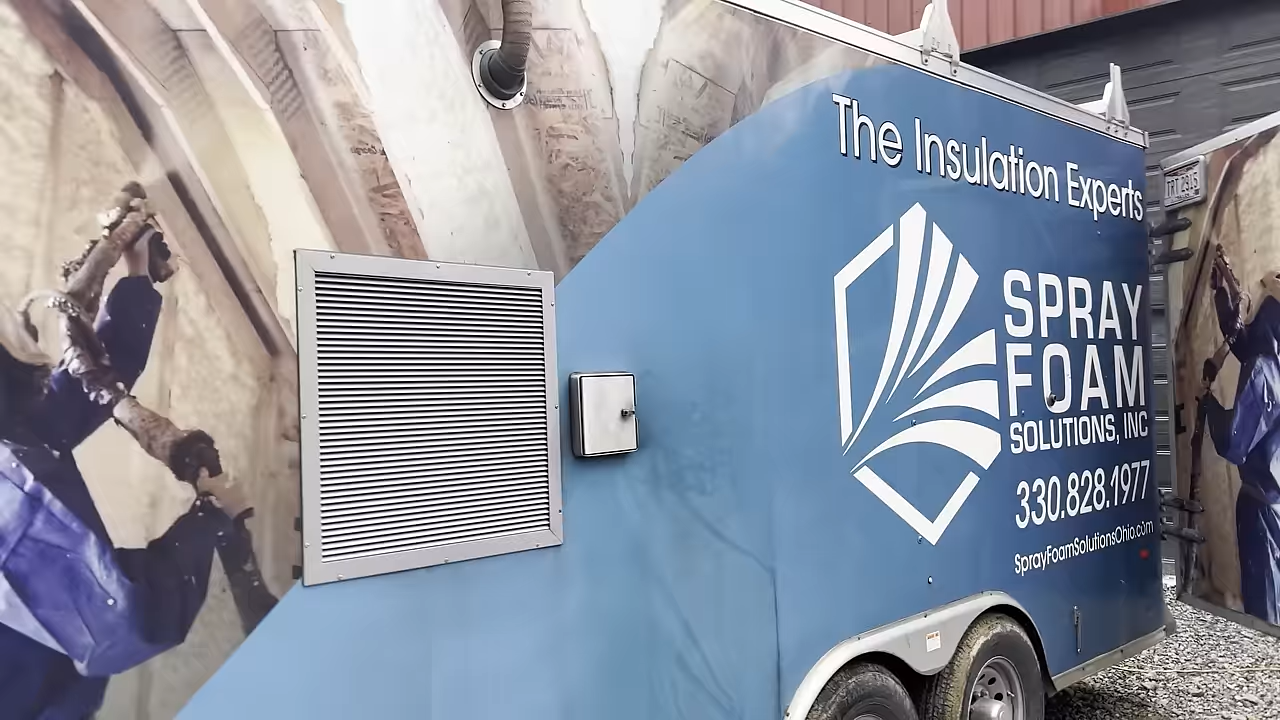 The Insulation Experts
SPRAY
FOAM
SOLUTIONS, INC
330.828.1977
SprayFoamSolutionsOhio.com